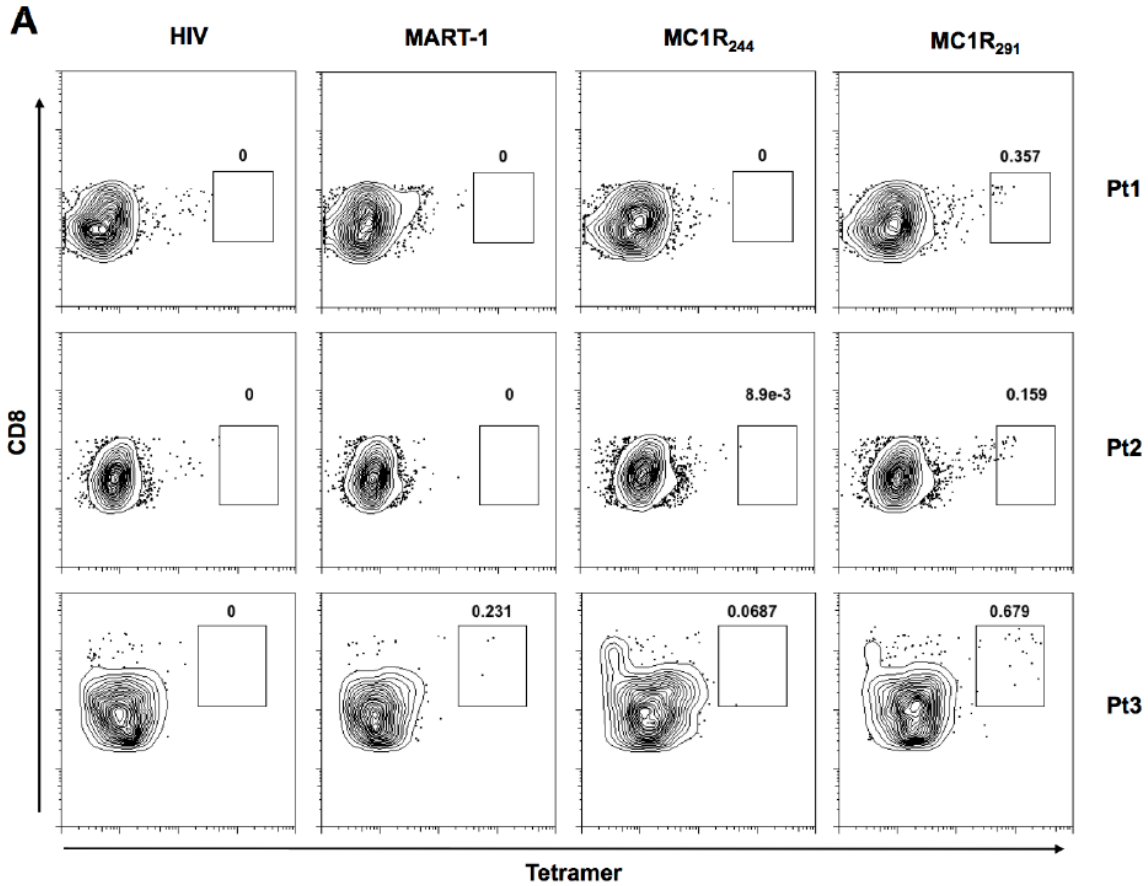 A
HIV MART-1 MC1R₂₄₄ MC1R₂₉₁
0 0 0 0.357
Pt1
0 0 8.9e-3 0.159
Pt2
CD8
0 0.231 0.0687 0.679
Pt3
Tetramer